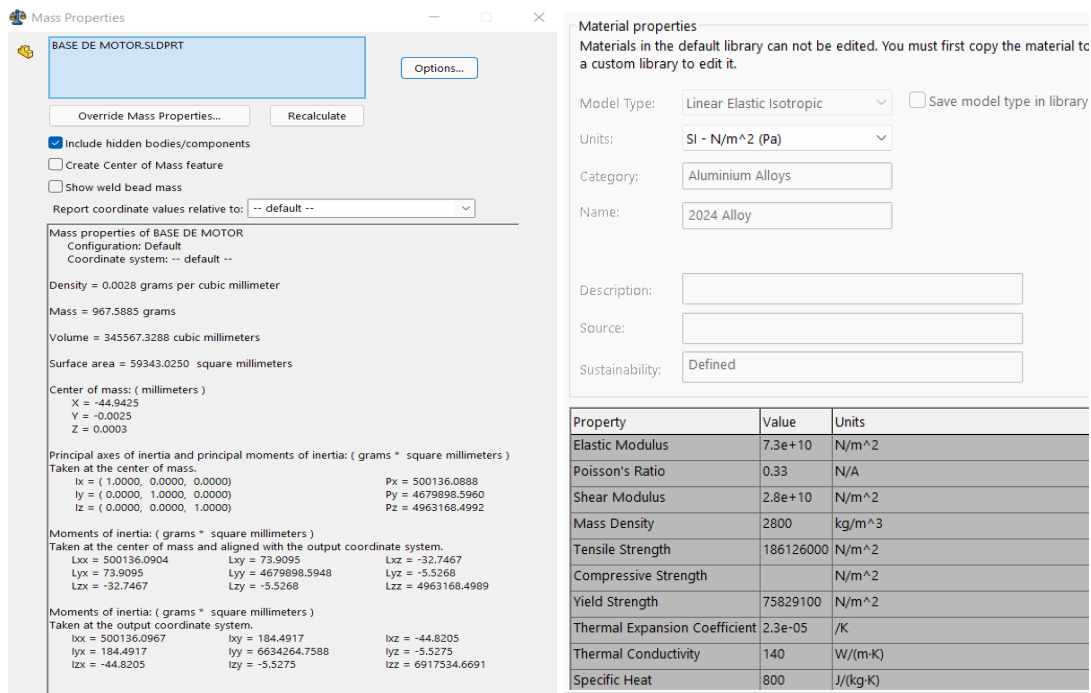 Mass Properties
BASE DE MOTOR.SLDPRT
Options...
Override Mass Properties...
Recalculate
Include hidden bodies/components
Create Center of Mass feature
Show weld bead mass
Report coordinate values relative to: -- default --
Mass properties of BASE DE MOTOR
Configuration: Default
Coordinate system: -- default --
Density = 0.0028 grams per cubic millimeter
Mass = 967.5885 grams
Volume = 345567.3288 cubic millimeters
Surface area = 59343.0250 square millimeters
Center of mass: ( millimeters )
X = -44.9425
Y = -0.0025
Z = 0.0003
Principal axes of inertia and principal moments of inertia: ( grams * square millimeters )
Taken at the center of mass.
Ix = ( 1.0000, 0.0000, 0.0000) Px = 500136.0888
Iy = ( 0.0000, 1.0000, 0.0000) Py = 4679898.5960
Iz = ( 0.0000, 0.0000, 1.0000) Pz = 4963168.4992
Moments of inertia: ( grams * square millimeters )
Taken at the center of mass and aligned with the output coordinate system.
Lxx = 500136.0904 Lxy = 73.9095 Lxz = -32.7467
Lyx = 73.9095 Lyy = 4679898.5948 Lyz = -5.5268
Lzx = -32.7467 Lzy = -5.5268 Lzz = 4963168.4989
Moments of inertia: ( grams * square millimeters )
Taken at the output coordinate system.
Ixx = 500136.0967 Ixy = 184.4917 Ixz = -44.8205
Iyx = 184.4917 Iyy = 6634264.7588 Iyz = -5.5275
Izx = -44.8205 Izy = -5.5275 Izz = 6917534.6691
Material properties
Materials in the default library can not be edited. You must first copy the material to
a custom library to edit it.
Model Type: Linear Elastic Isotropic Save model type in library
Units: SI - N/m^2 (Pa)
Category: Aluminium Alloys
Name: 2024 Alloy
Description:
Source:
Sustainability: Defined
Property Value Units
Elastic Modulus 7.3e+10 N/m^2
Poisson's Ratio 0.33 N/A
Shear Modulus 2.8e+10 N/m^2
Mass Density 2800 kg/m^3
Tensile Strength 186126000 N/m^2
Compressive Strength N/m^2
Yield Strength 75829100 N/m^2
Thermal Expansion Coefficient 2.3e-05 /K
Thermal Conductivity 140 W/(m·K)
Specific Heat 800 J/(kg·K)